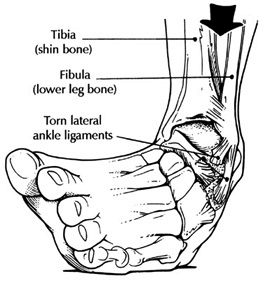 Tibia
(shin bone)
Fibula
(lower leg bone)
Torn lateral
ankle ligaments